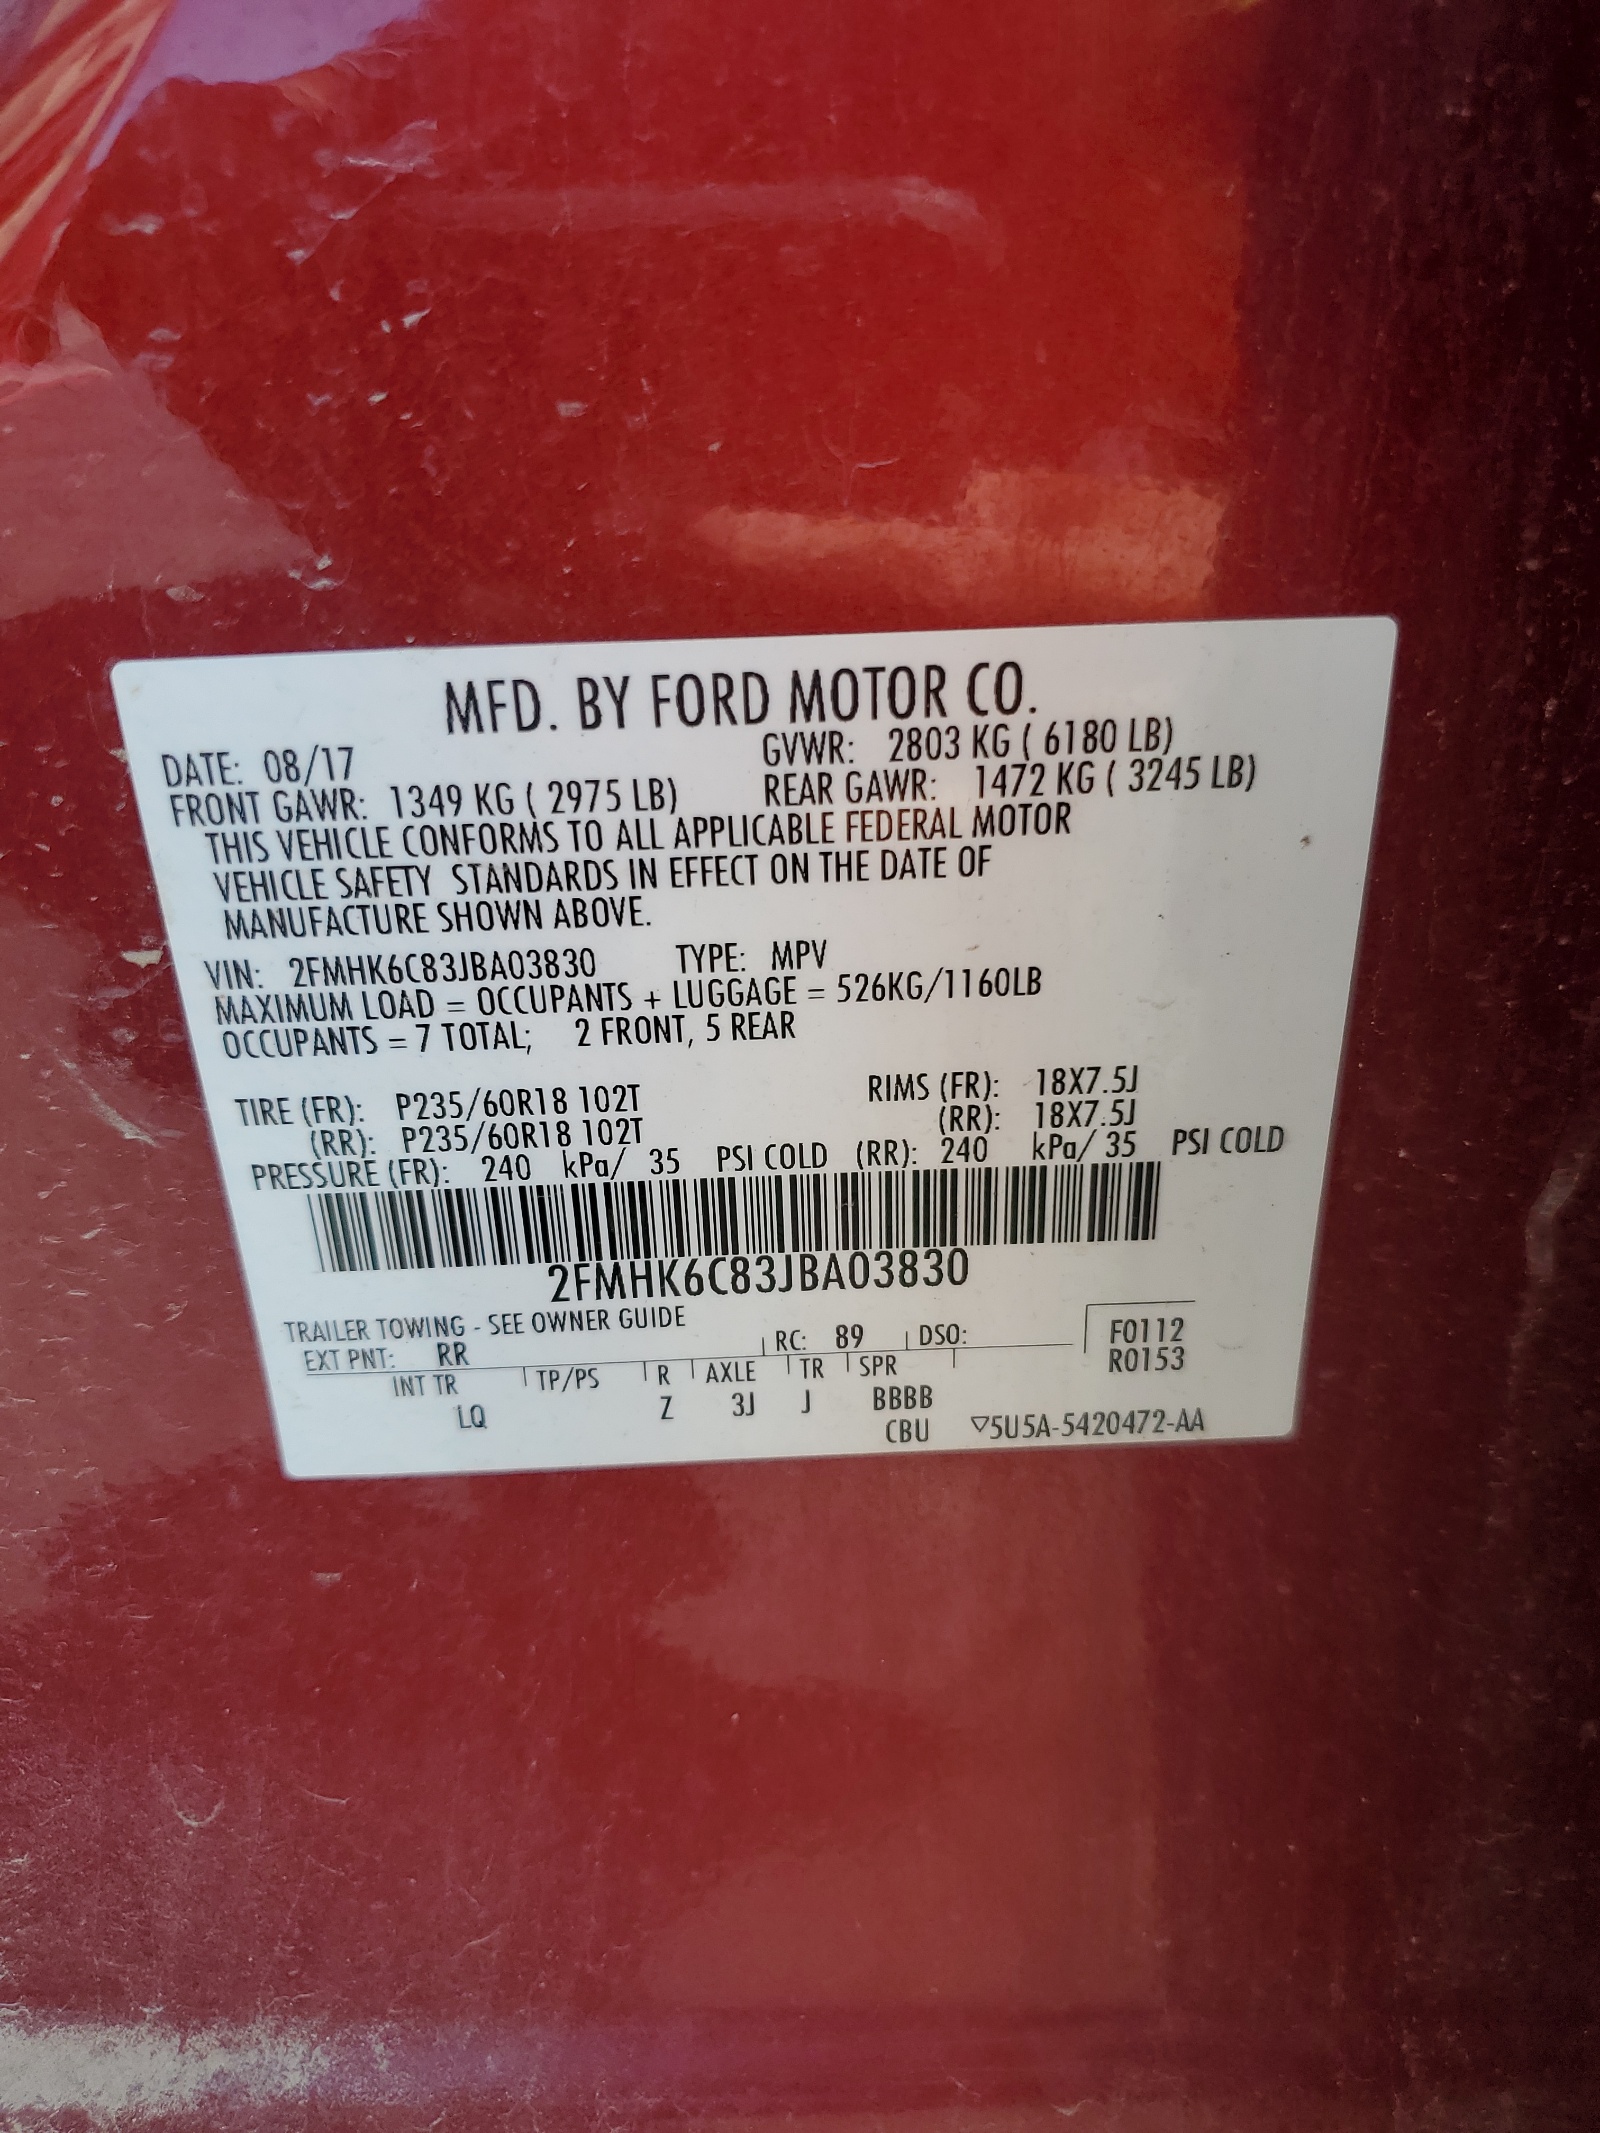 MFD. BY FORD MOTOR CO.
DATE: 08/17 GVWR: 2803 KG ( 6180 LB)
FRONT GAWR: 1349 KG ( 2975 LB) REAR GAWR: 1472 KG ( 3245 LB)
THIS VEHICLE CONFORMS TO ALL APPLICABLE FEDERAL MOTOR
VEHICLE SAFETY STANDARDS IN EFFECT ON THE DATE OF
MANUFACTURE SHOWN ABOVE.
VIN: 2FMHK6C83JBA03830 TYPE: MPV
MAXIMUM LOAD = OCCUPANTS + LUGGAGE = 526KG/1160LB
OCCUPANTS = 7 TOTAL; 2 FRONT, 5 REAR
TIRE (FR): P235/60R18 102T RIMS (FR): 18X7.5J
(RR): P235/60R18 102T (RR): 18X7.5J
PRESSURE (FR): 240 kPa/ 35 PSI COLD (RR): 240 kPa/ 35 PSI COLD
2FMHK6C83JBA03830
TRAILER TOWING - SEE OWNER GUIDE
EXT PNT: RR RC: 89 DSO: F0112
R0153
INT TR TP/PS R AXLE TR SPR
LQ Z 3J J BBBB
CBU ▽5U5A-5420472-AA